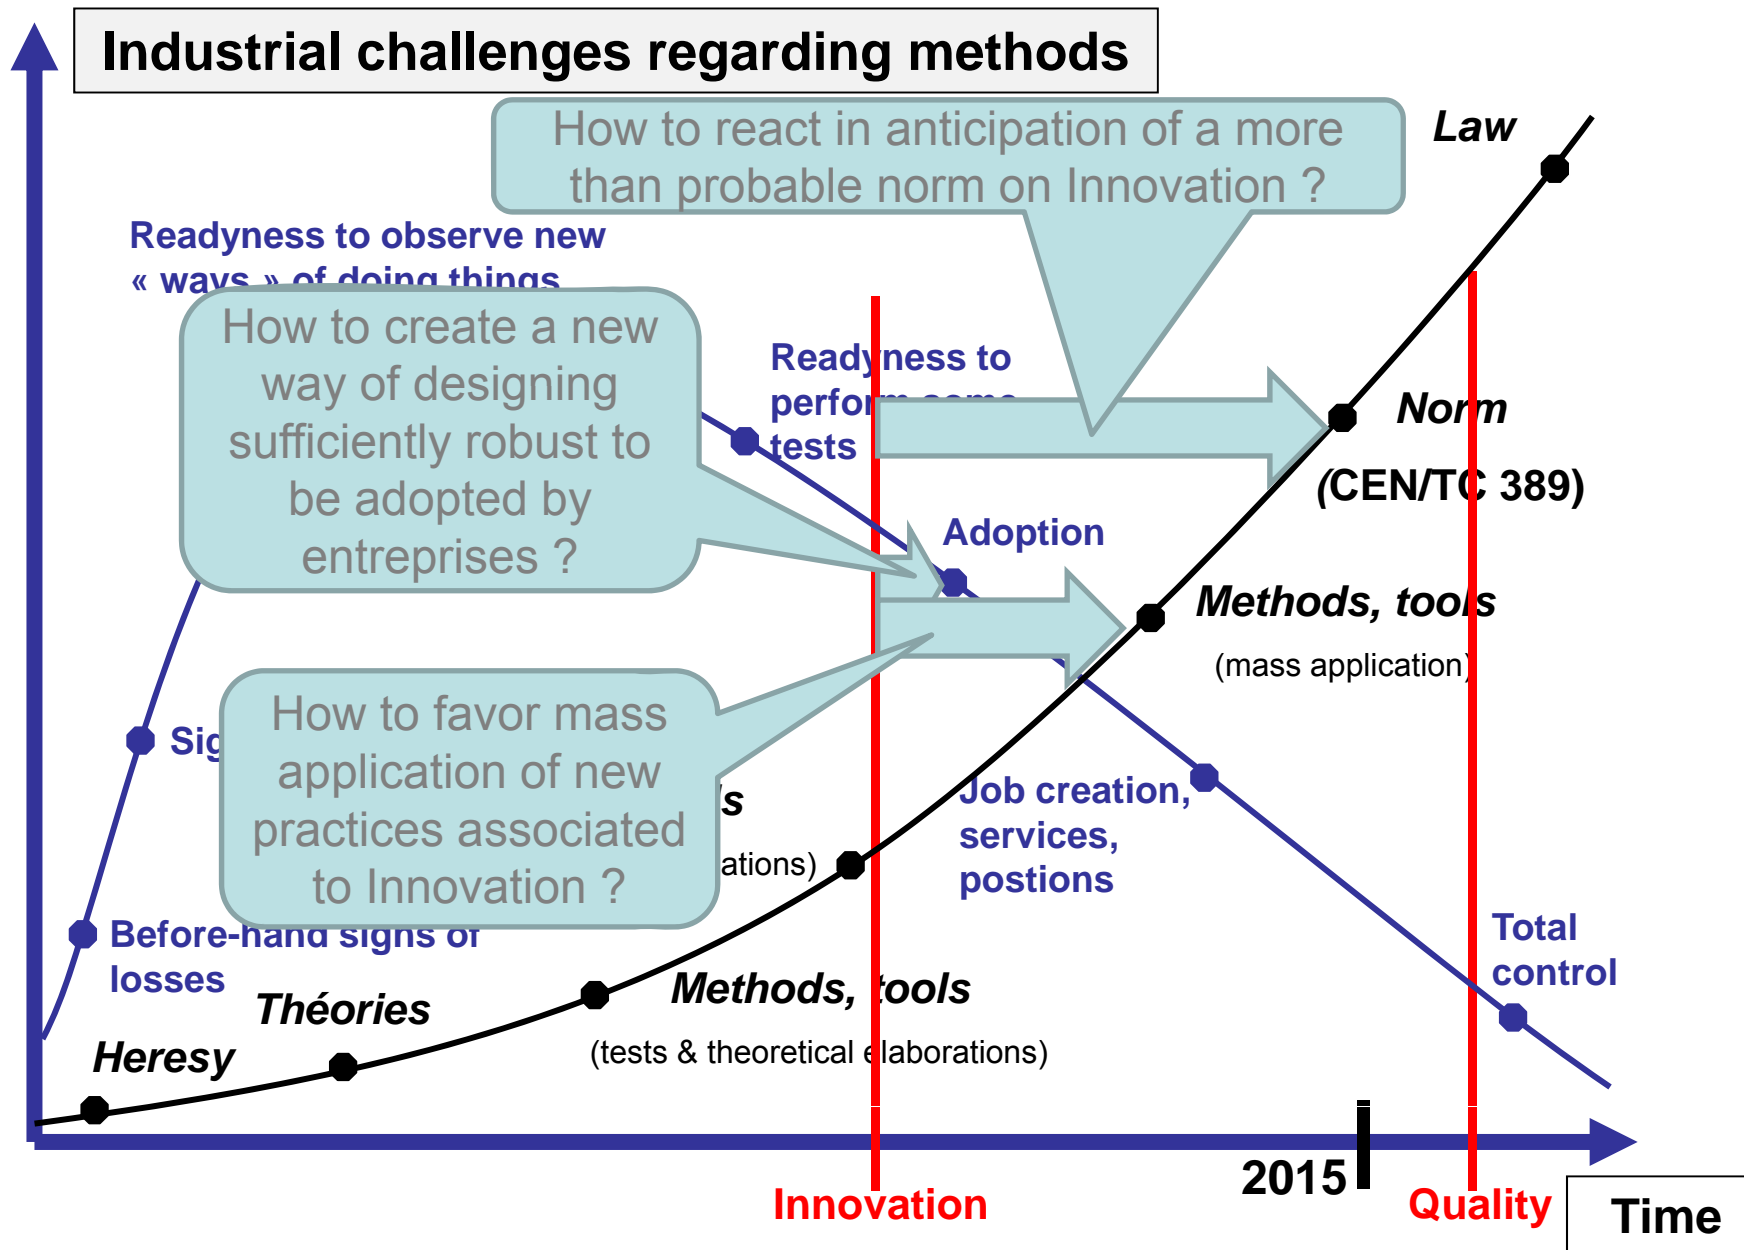 Industrial challenges regarding methods
How to react in anticipation of a more
than probable norm on Innovation ?
Law
Readyness to observe new
« ways » of doing things
How to create a new
way of designing
sufficiently robust to
be adopted by
entreprises ?
Readyness to
perform some
tests
Norm
(CEN/TC 389)
Adoption
Methods, tools
(mass application)
How to favor mass
application of new
practices associated
to Innovation ?
Job creation,
services,
postions
Before-hand signs of
losses
Total
control
Théories
Methods, tools
(tests & theoretical elaborations)
Heresy
2015
Innovation
Quality
Time